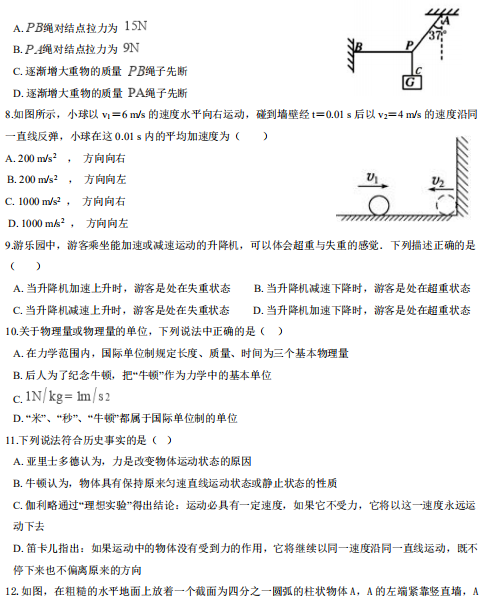 A. PB绳对结点拉力为 15N
B. PA绳对结点拉力为 9N
C. 逐渐增大重物的质量 PB绳子先断
D. 逐渐增大重物的质量 PA绳子先断
A
37°
B
P
C
G
8.如图所示，小球以 v₁＝6 m/s 的速度水平向右运动，碰到墙壁经 t＝0.01 s 后以 v₂＝4 m/s 的速度沿同
一直线反弹，小球在这 0.01 s 内的平均加速度为（ ）
A. 200 m/s² ， 方向向右
B. 200 m/s² ， 方向向左
C. 1000 m/s² ， 方向向右
D. 1000 m/s² ， 方向向左
v₁
v₂
9.游乐园中，游客乘坐能加速或减速运动的升降机，可以体会超重与失重的感觉．下列描述正确的是
（ ）
A. 当升降机加速上升时，游客是处在失重状态 B. 当升降机减速下降时，游客是处在超重状态
C. 当升降机减速上升时，游客是处在失重状态 D. 当升降机加速下降时，游客是处在超重状态
10.关于物理量或物理量的单位，下列说法中正确的是（ ）
A. 在力学范围内，国际单位制规定长度、质量、时间为三个基本物理量
B. 后人为了纪念牛顿，把“牛顿”作为力学中的基本单位
C. 1N/kg＝1m/s2
D. “米”、“秒”、“牛顿”都属于国际单位制的单位
11.下列说法符合历史事实的是（ ）
A. 亚里士多德认为，力是改变物体运动状态的原因
B. 牛顿认为，物体具有保持原来匀速直线运动状态或静止状态的性质
C. 伽利略通过“理想实验”得出结论：运动必具有一定速度，如果它不受力，它将以这一速度永远运
动下去
D. 笛卡儿指出：如果运动中的物体没有受到力的作用，它将继续以同一速度沿同一直线运动，既不
停下来也不偏离原来的方向
12. 如图，在粗糙的水平地面上放着一个截面为四分之一圆弧的柱状物体 A，A 的左端紧靠竖直墙，A